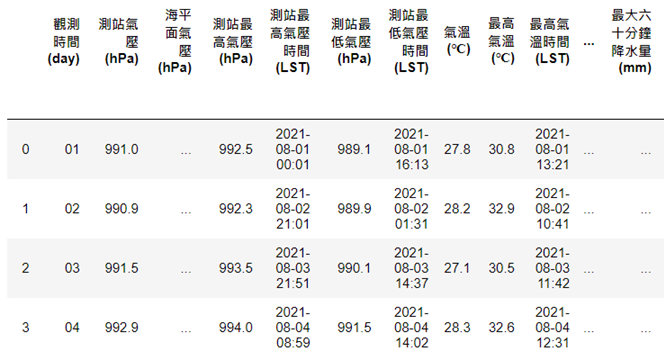 觀測時間(day) 測站氣壓(hPa) 海平面氣壓(hPa) 測站最高氣壓(hPa) 測站最高氣壓時間(LST) 測站最低氣壓(hPa) 測站最低氣壓時間(LST) 氣溫(℃) 最高氣溫(℃) 最高氣溫時間(LST) ... 最大六十分鐘降水量(mm)
0 01 991.0 ... 992.5 2021-08-01 00:01 989.1 2021-08-01 16:13 27.8 30.8 2021-08-01 13:21 ... ...
1 02 990.9 ... 992.3 2021-08-02 21:01 989.9 2021-08-02 01:31 28.2 32.9 2021-08-02 10:41 ... ...
2 03 991.5 ... 993.5 2021-08-03 21:51 990.1 2021-08-03 14:37 27.1 30.5 2021-08-03 11:42 ... ...
3 04 992.9 ... 994.0 2021-08-04 08:59 991.5 2021-08-04 14:02 28.3 32.6 2021-08-04 12:31 ... ...